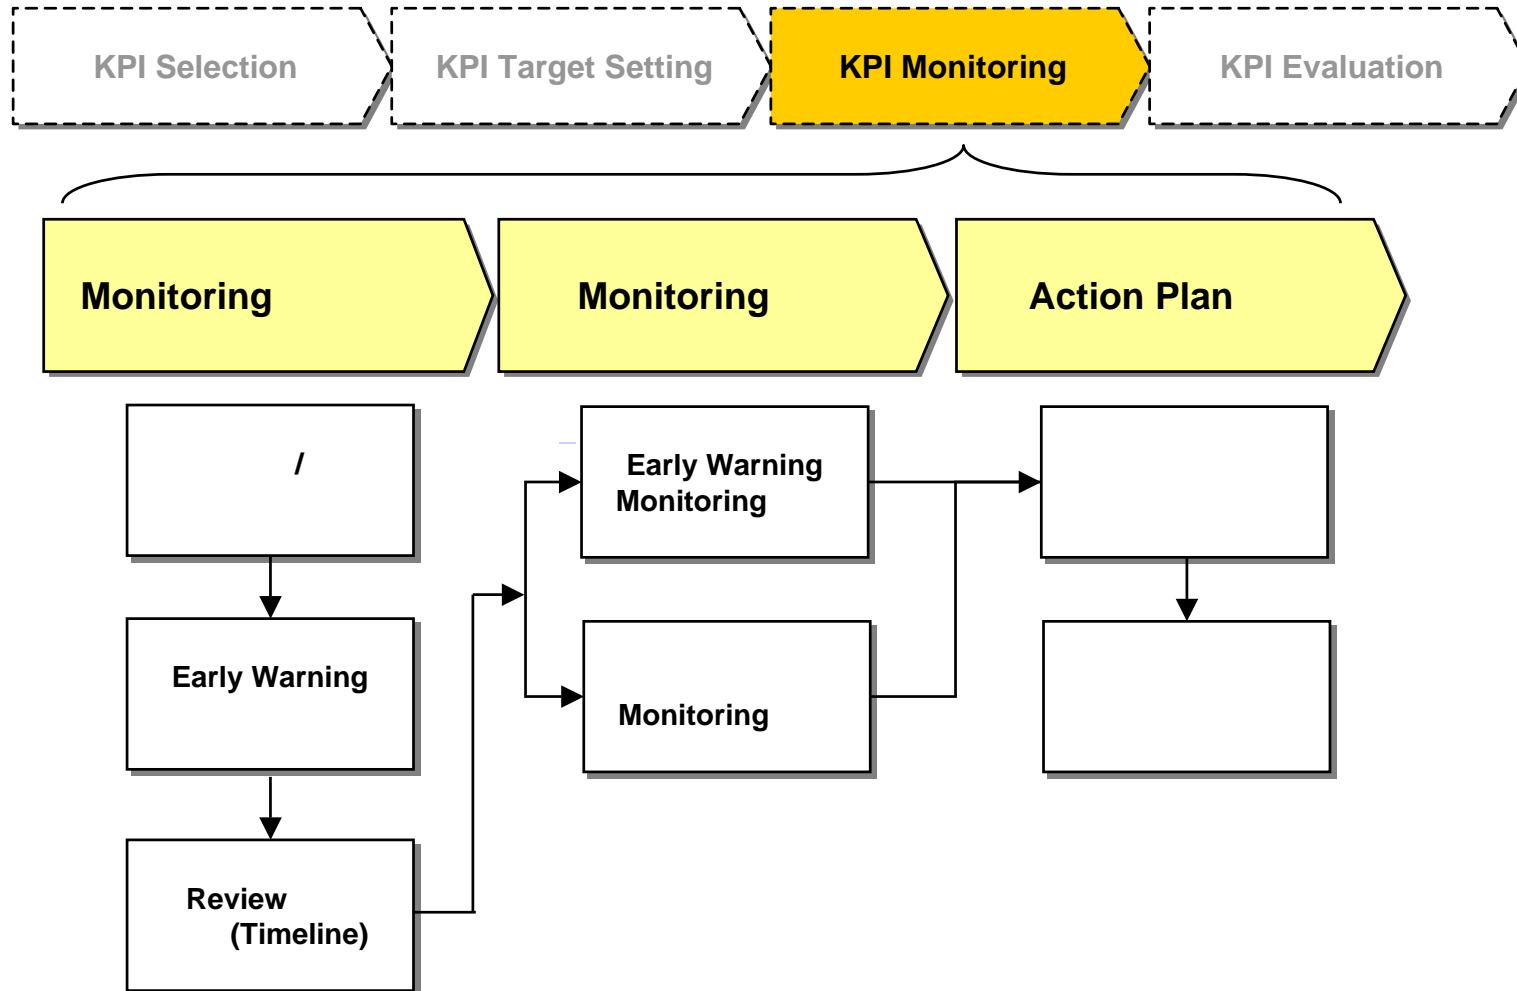 KPI Selection
KPI Target Setting
KPI Monitoring
KPI Evaluation
Monitoring
Monitoring
Action Plan
/
Early Warning
Review
(Timeline)
Early Warning
Monitoring
Monitoring